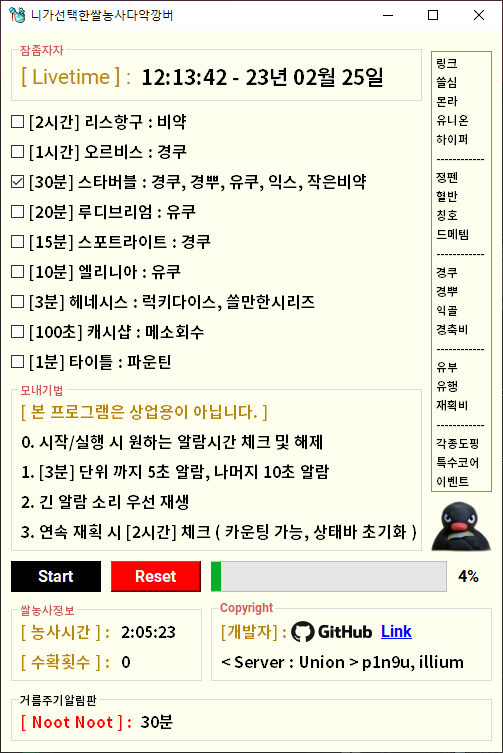 니가선택한쌀농사다악깡버
잠좀자자
[ Livetime ] : 12:13:42 - 23년 02월 25일
[2시간] 리스항구 : 비약
[1시간] 오르비스 : 경쿠
[30분] 스타버블 : 경쿠, 경뿌, 유쿠, 익스, 작은비약
[20분] 루디브리엄 : 유쿠
[15분] 스포트라이트 : 경쿠
[10분] 엘리니아 : 유쿠
[3분] 헤네시스 : 럭키다이스, 쓸만한시리즈
[100초] 캐시샵 : 메소회수
[1분] 타이틀 : 파운틴
링크
쓸심
몬라
유니온
하이퍼
------------
정펜
혈반
칭호
드메템
------------
경쿠
경뿌
익골
경축비
------------
유부
유행
재획비
------------
각종도핑
특수코어
이벤트
모내기법
[ 본 프로그램은 상업용이 아닙니다. ]
0. 시작/실행 시 원하는 알람시간 체크 및 해제
1. [3분] 단위 까지 5초 알람, 나머지 10초 알람
2. 긴 알람 소리 우선 재생
3. 연속 재획 시 [2시간] 체크 ( 카운팅 가능, 상태바 초기화 )
Start Reset 4%
쌀농사정보
[ 농사시간 ] : 2:05:23
[ 수확횟수 ] : 0
Copyright
[개발자] : GitHub Link
< Server : Union > p1n9u, illium
거름주기알림판
[ Noot Noot ] : 30분